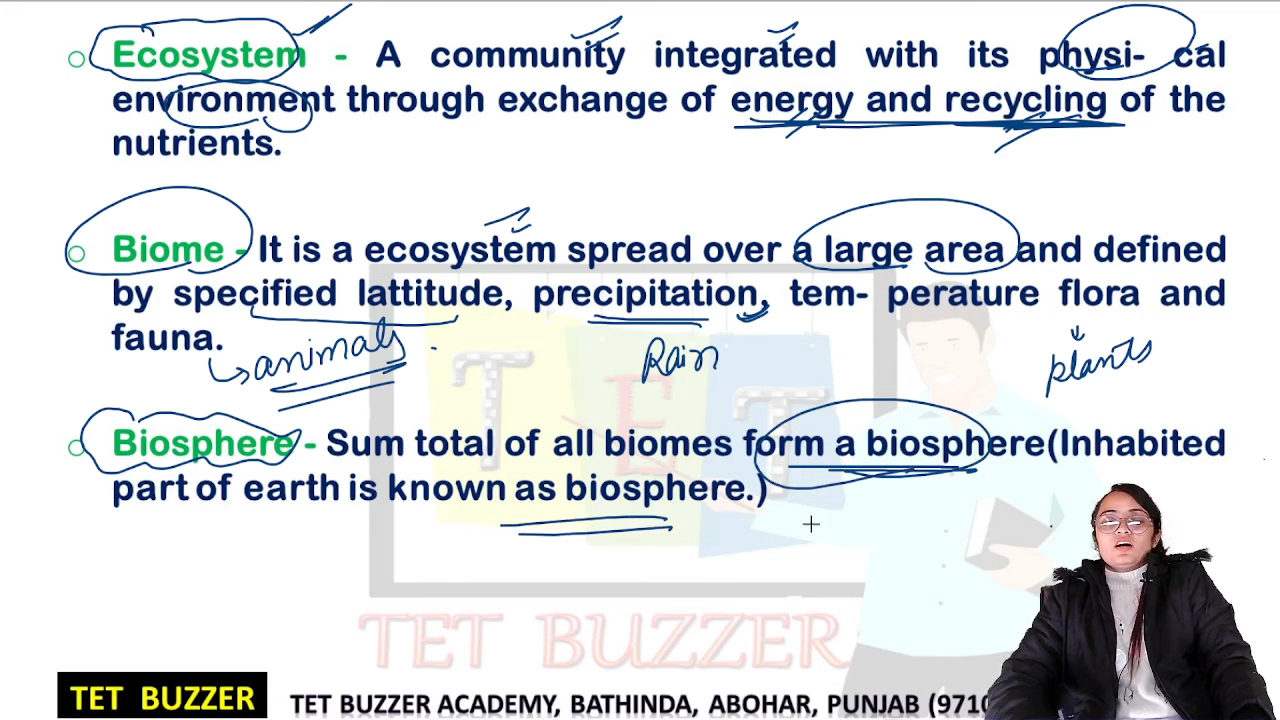 Ecosystem - A community integrated with its physi- cal
environment through exchange of energy and recycling of the
nutrients.
Biome - It is a ecosystem spread over a large area and defined
by specified lattitude, precipitation, tem- perature flora and
fauna.
animals
Rain
plants
Biosphere - Sum total of all biomes form a biosphere(Inhabited
part of earth is known as biosphere.)
TET
TET BUZZER
TET BUZZER
TET BUZZER ACADEMY, BATHINDA, ABOHAR, PUNJAB (9710